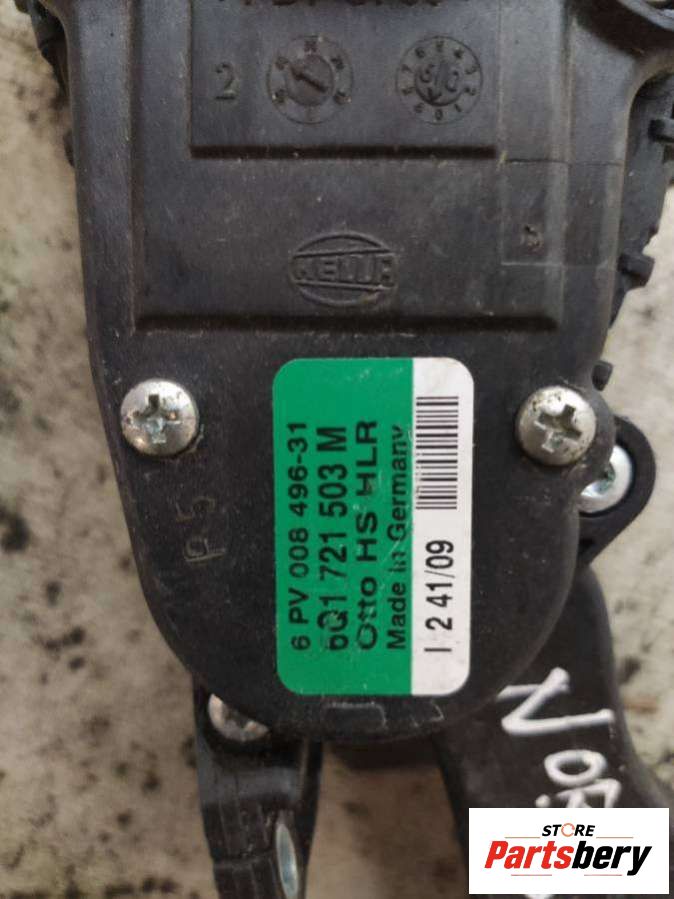 2
HELLA
6 PV 008 496-31
6Q1 721 503 M
Otto HS HLR
Made in Germany
I 2 41/09
P5
STORE
Partsbery